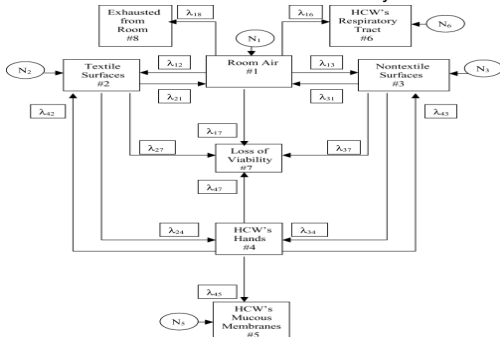 Exhausted
from
Room
#8
λ18
λ16
HCW's
Respiratory
Tract
#6
N1
N6
N2
Textile
Surfaces
#2
λ12
Room Air
#1
λ13
Nontextile
Surfaces
#3
N3
λ21
λ31
λ42
λ43
λ17
λ27
Loss of
Viability
#7
λ37
λ47
λ24
HCW's
Hands
#4
λ34
λ45
N5
HCW's
Mucous
Membranes
#5